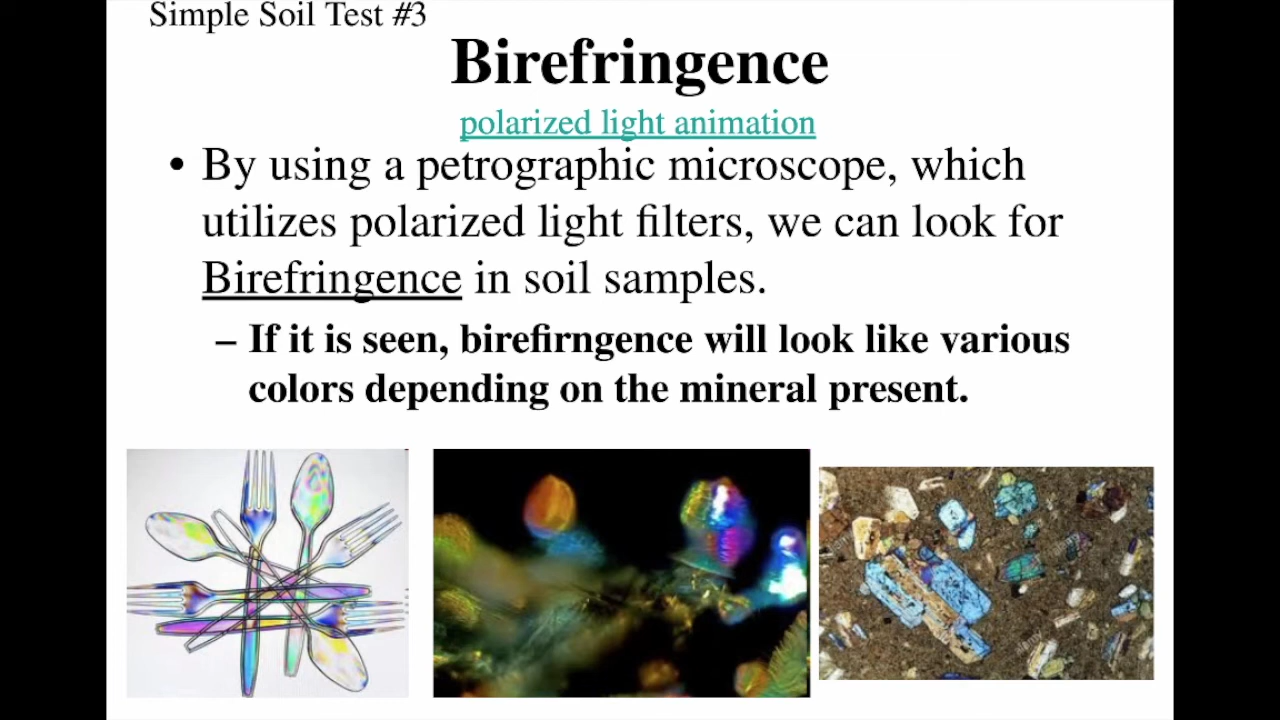 Simple Soil Test #3
Birefringence
polarized light animation
• By using a petrographic microscope, which
utilizes polarized light filters, we can look for
Birefringence in soil samples.
– If it is seen, birefirngence will look like various
colors depending on the mineral present.